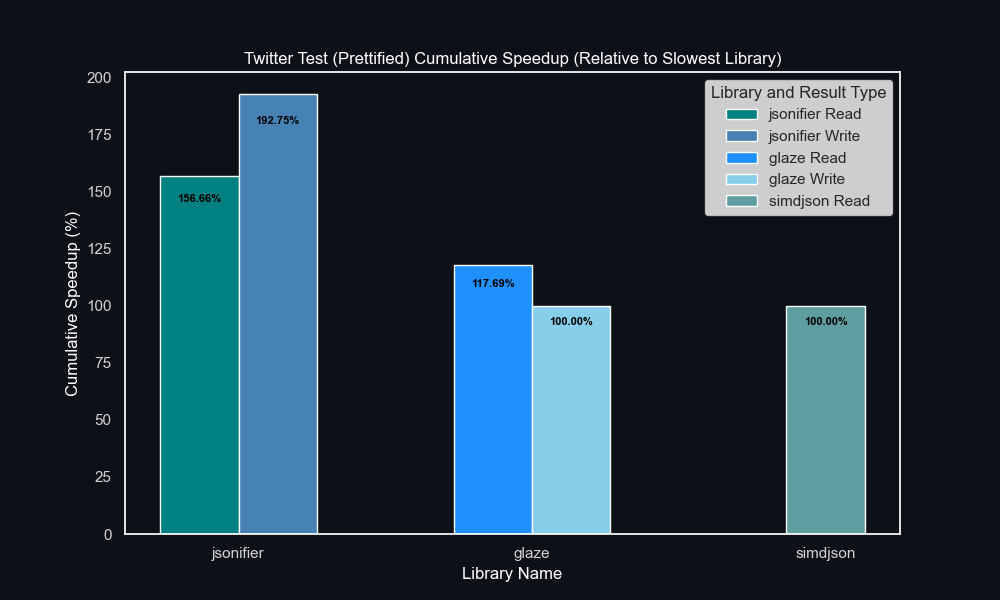 Twitter Test (Prettified) Cumulative Speedup (Relative to Slowest Library)
200
175
150
125
100
75
50
25
0
Cumulative Speedup (%)
156.66%
192.75%
117.69%
100.00%
100.00%
Library and Result Type
jsonifier Read
jsonifier Write
glaze Read
glaze Write
simdjson Read
jsonifier
glaze
simdjson
Library Name